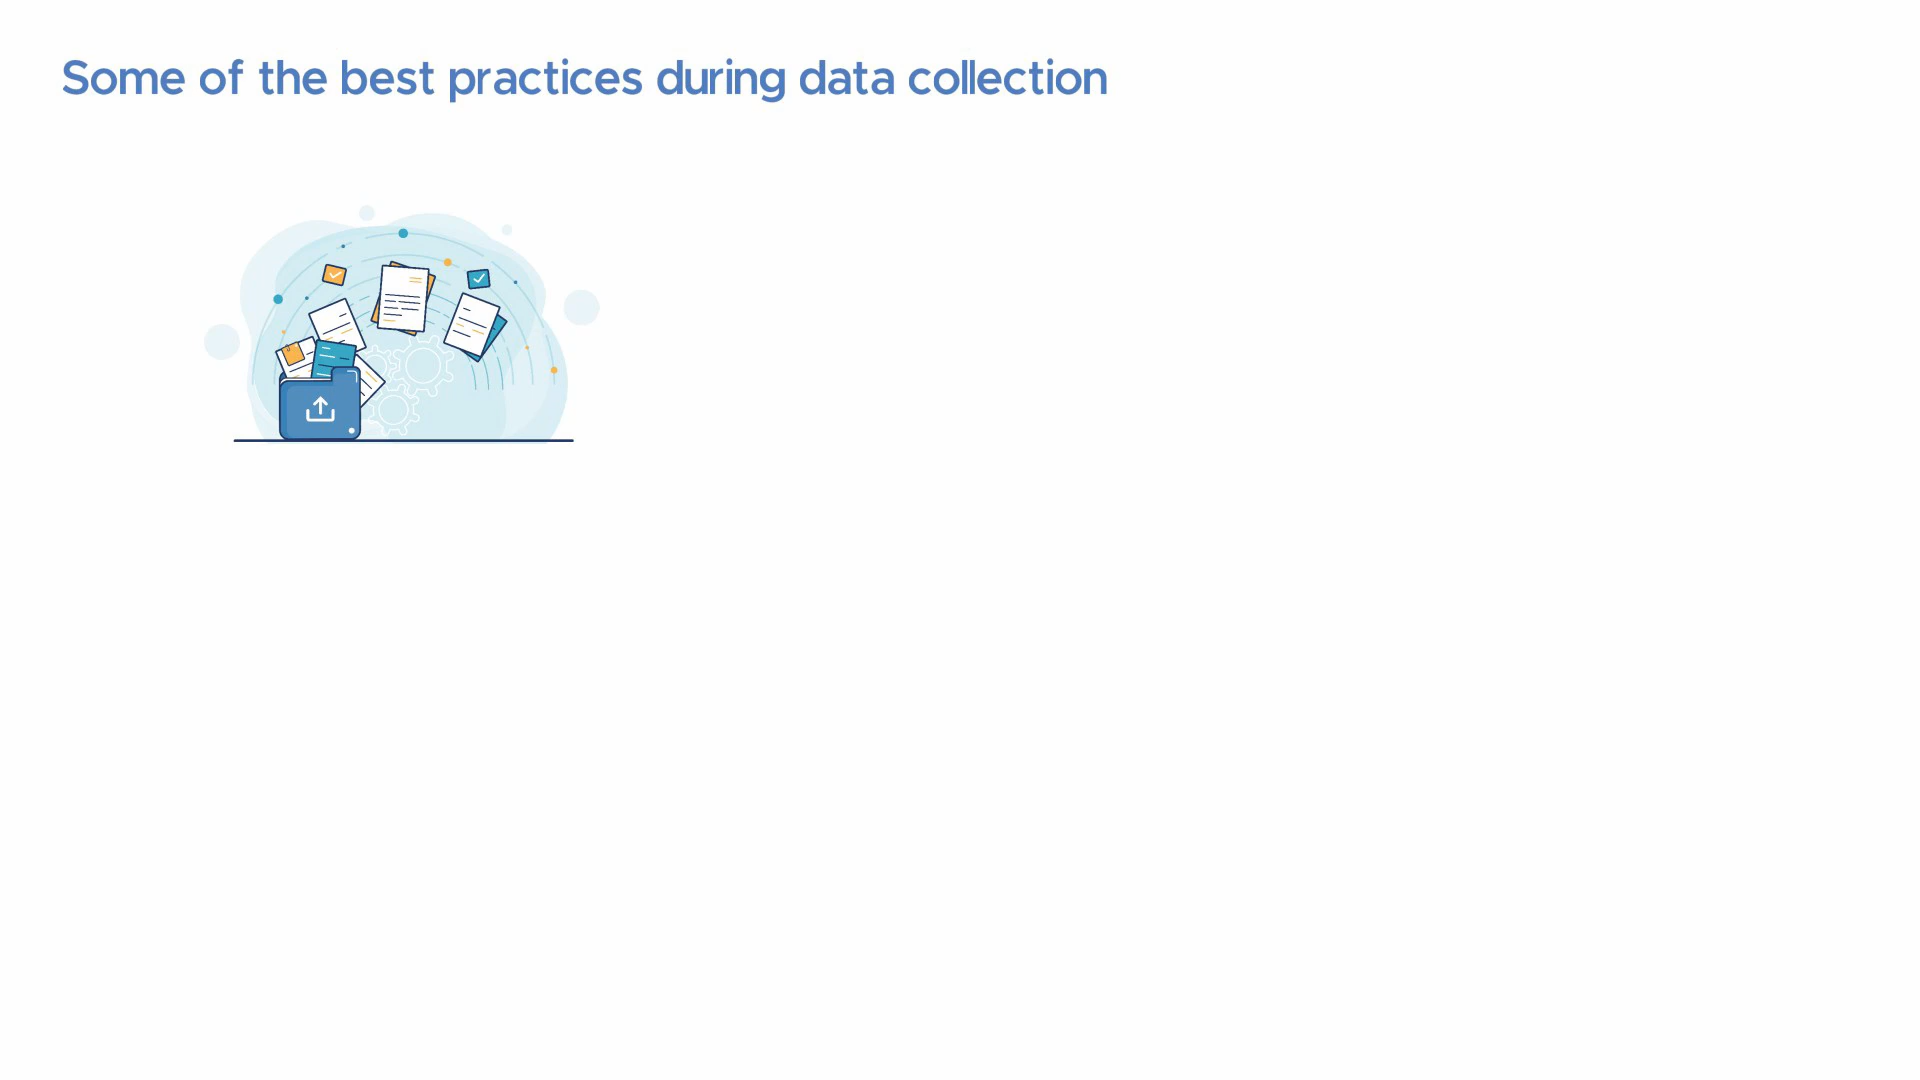 Some of the best practices during data collection